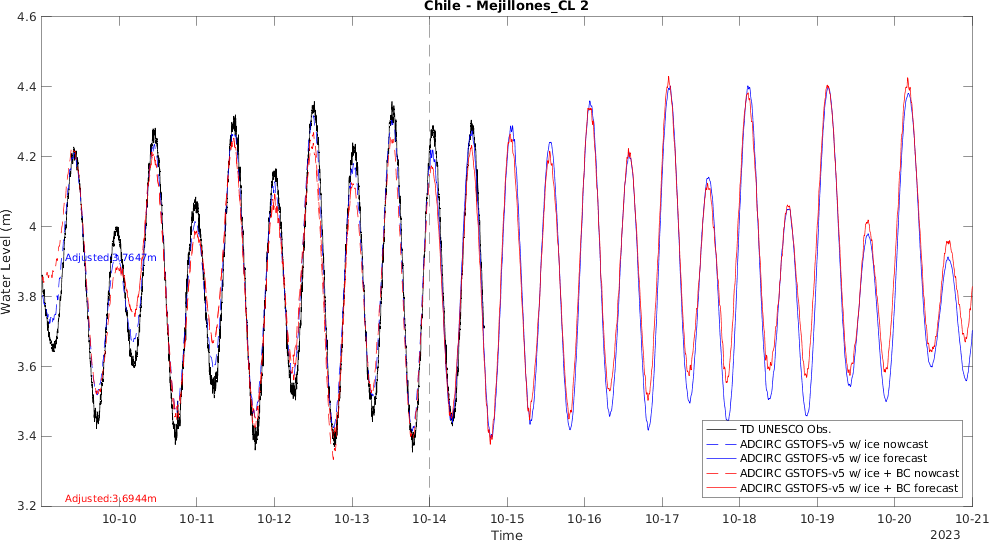 Chile - Mejillones_CL 2
4.6
4.4
4.2
4
3.8
3.6
3.4
3.2
Water Level (m)
Adjusted:3.7647m
Adjusted:3.6944m
TD UNESCO Obs.
ADCIRC GSTOFS-v5 w/ ice nowcast
ADCIRC GSTOFS-v5 w/ ice forecast
ADCIRC GSTOFS-v5 w/ ice + BC nowcast
ADCIRC GSTOFS-v5 w/ ice + BC forecast
10-10 10-11 10-12 10-13 10-14 10-15 10-16 10-17 10-18 10-19 10-20 10-21
Time
2023